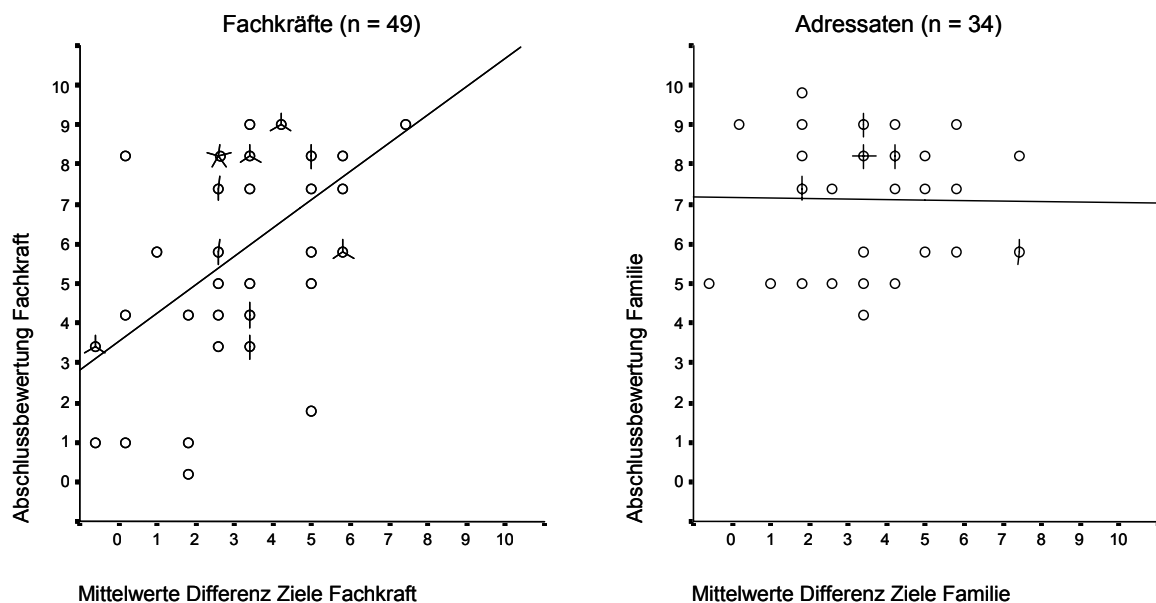 Fachkräfte (n = 49)
10
9
8
7
6
5
4
3
2
1
0
Abschlussbewertung Fachkraft
0 1 2 3 4 5 6 7 8 9 10
Mittelwerte Differenz Ziele Fachkraft
Adressaten (n = 34)
10
9
8
7
6
5
4
3
2
1
0
Abschlussbewertung Familie
0 1 2 3 4 5 6 7 8 9 10
Mittelwerte Differenz Ziele Familie